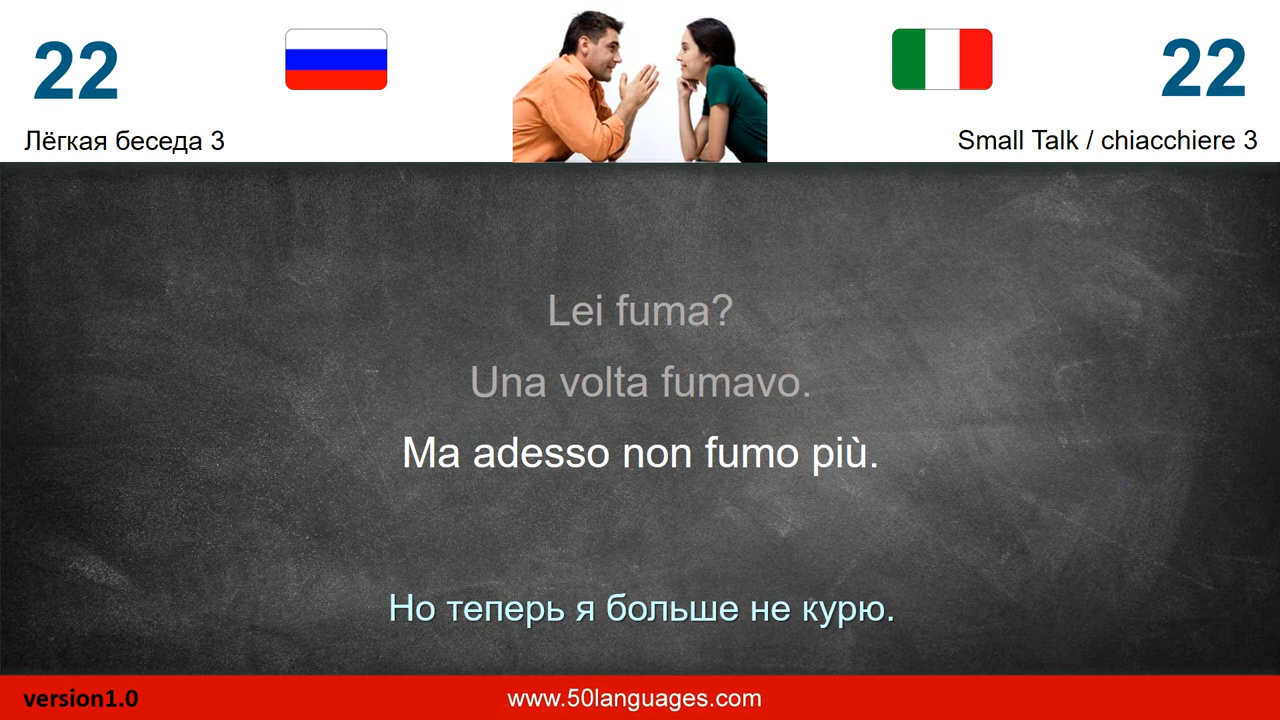 22
22
Лёгкая беседа 3
Small Talk / chiacchiere 3
Lei fuma?
Una volta fumavo.
Ma adesso non fumo più.
Но теперь я больше не курю.
version1.0
www.50languages.com